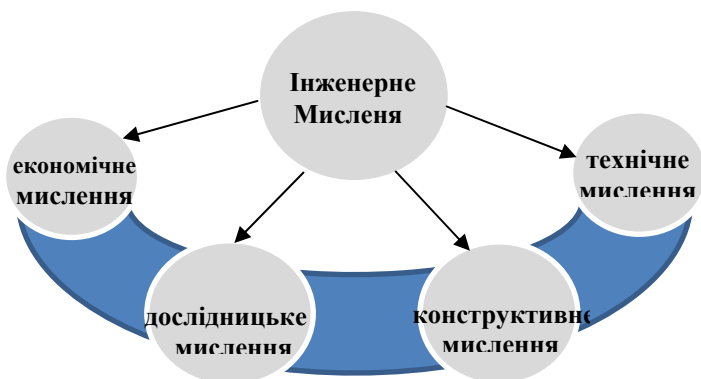 Інженерне
Мисленя
економічне
мислення
технічне
мислення
дослідницьке
мислення
конструктивне
мислення